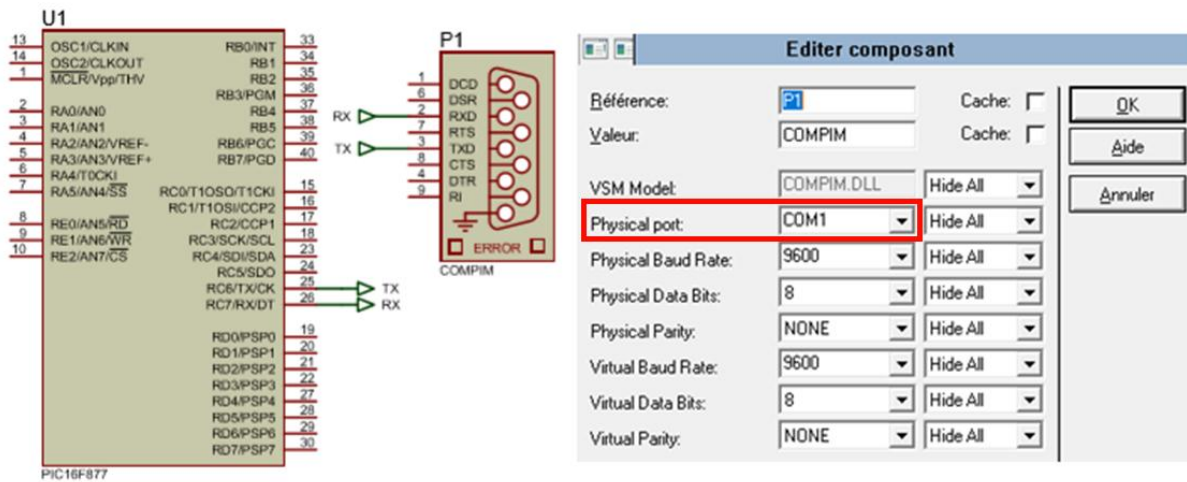 U1
13 OSC1/CLKIN RB0/INT 33
14 OSC2/CLKOUT RB1 34
1 MCLR/Vpp/THV RB2 35
RB3/PGM 36
2 RA0/AN0 RB4 37
3 RA1/AN1 RB5 38
4 RA2/AN2/VREF- RB6/PGC 39
5 RA3/AN3/VREF+ RB7/PGD 40
6 RA4/T0CKI
7 RA5/AN4/SS RC0/T1OSO/T1CKI 15
RC1/T1OSI/CCP2 16
8 RE0/AN5/RD RC2/CCP1 17
9 RE1/AN6/WR RC3/SCK/SCL 18
10 RE2/AN7/CS RC4/SDI/SDA 23
RC5/SDO 24
RC6/TX/CK 25 TX
RC7/RX/DT 26 RX
RD0/PSP0 19
RD1/PSP1 20
RD2/PSP2 21
RD3/PSP3 22
RD4/PSP4 27
RD5/PSP5 28
RD6/PSP6 29
RD7/PSP7 30
PIC16F877
P1
1 DCD
6 DSR
RX 2 RXD
7 RTS
TX 3 TXD
8 CTS
4 DTR
9 RI
ERROR
COMPIM
Editer composant
Référence: P1 Cache: OK
Valeur: COMPIM Cache: Aide
VSM Model: COMPIM.DLL Hide All Annuler
Physical port: COM1 Hide All
Physical Baud Rate: 9600 Hide All
Physical Data Bits: 8 Hide All
Physical Parity: NONE Hide All
Virtual Baud Rate: 9600 Hide All
Virtual Data Bits: 8 Hide All
Virtual Parity: NONE Hide All